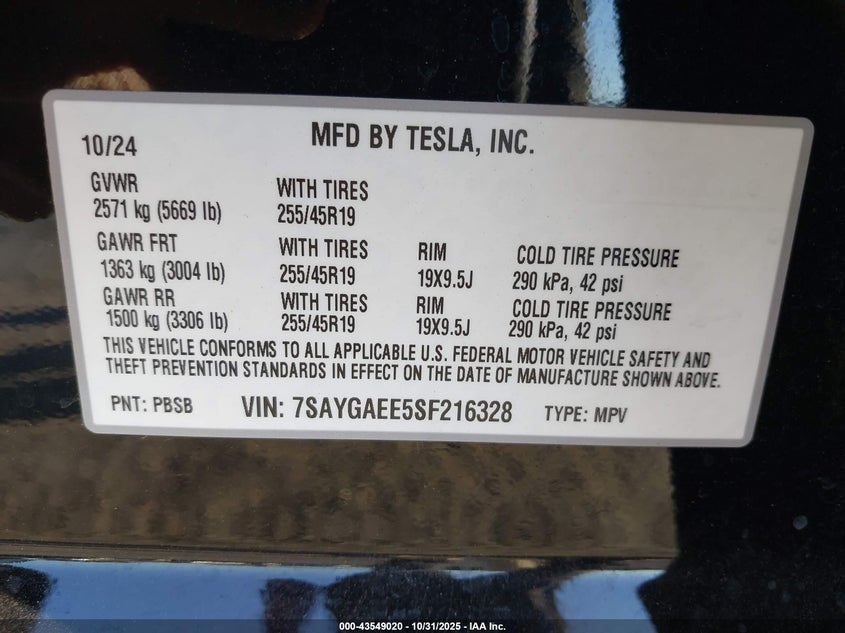 10/24 MFD BY TESLA, INC.
GVWR WITH TIRES
2571 kg (5669 lb) 255/45R19
GAWR FRT WITH TIRES RIM COLD TIRE PRESSURE
1363 kg (3004 lb) 255/45R19 19X9.5J 290 kPa, 42 psi
GAWR RR WITH TIRES RIM COLD TIRE PRESSURE
1500 kg (3306 lb) 255/45R19 19X9.5J 290 kPa, 42 psi
THIS VEHICLE CONFORMS TO ALL APPLICABLE U.S. FEDERAL MOTOR VEHICLE SAFETY AND
THEFT PREVENTION STANDARDS IN EFFECT ON THE DATE OF MANUFACTURE SHOWN ABOVE.
PNT: PBSB VIN: 7SAYGAEE5SF216328 TYPE: MPV
000-43549020 - 10/31/2025 - IAA Inc.